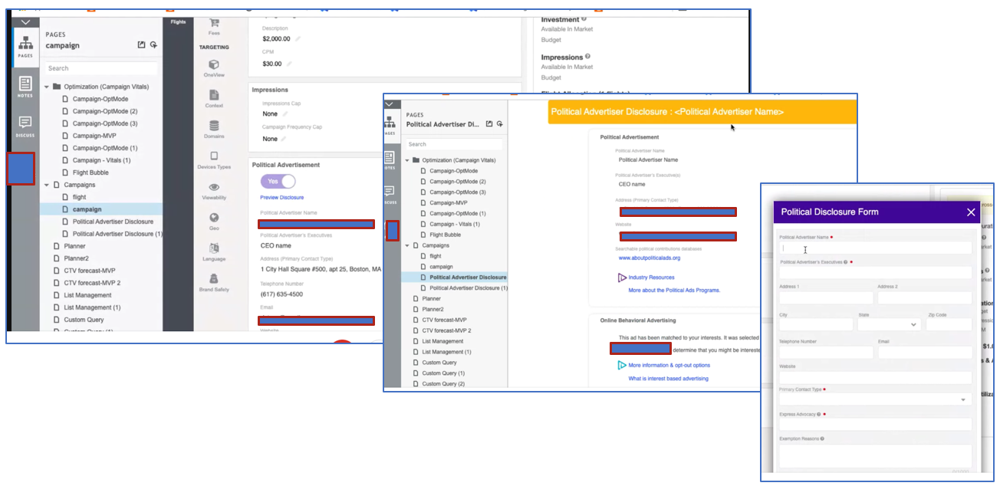 PAGES
campaign
Search
Optimization (Campaign Vitals)
Campaign-OptMode
Campaign-OptMode (2)
Campaign-OptMode (3)
Campaign-MVP
Campaign-OptMode (1)
Campaign - Vitals (1)
Flight Bubble
Campaigns
flight
campaign
Political Advertiser Disclosure
Political Advertiser Disclosure (1)
Planner
Planner2
CTV forecast-MVP
CTV forecast-MVP 2
List Management
List Management (1)
Custom Query
PAGES
NOTES
DISCUSS
Flights
Fees
TARGETING
OneView
Context
Domains
Devices Types
Viewability
Geo
Language
Brand Safety
Description
$2,000.00
CPM
$30.00
Impressions
Impressions Cap
None
Campaign Frequency Cap
None
Political Advertisement
Yes
Preview Disclosure
Political Advertiser Name
Political Advertiser's Executives
CEO name
Address (Primary Contact Type)
1 City Hall Square #500, apt 25, Boston, MA
Telephone Number
(617) 635-4500
Email
Website
Investment
Available In Market
Budget
Impressions
Available In Market
Budget
Flight Allocation (1 flights)
PAGES
Political Advertiser Di...
Search
Optimization (Campaign Vitals)
Campaign-OptMode
Campaign-OptMode (2)
Campaign-OptMode (3)
Campaign-MVP
Campaign-OptMode (1)
Campaign - Vitals (1)
Flight Bubble
Campaigns
flight
campaign
Political Advertiser Disclosure
Political Advertiser Disclosure (1)
Planner
Planner2
CTV forecast-MVP
CTV forecast-MVP 2
List Management
List Management (1)
Custom Query
Custom Query (1)
Custom Query (2)
Political Advertiser Disclosure : <Political Advertiser Name>
Political Advertisement
Political Advertiser Name
Political Advertiser Name
Political Advertiser's Executive(s)
CEO name
Address (Primary Contact Type)
Website
Searchable political contributions databases
www.aboutpoliticalads.org
Industry Resources
More about the Political Ads Programs.
Online Behavioral Advertising
This ad has been matched to your interests. It was selected
determine that you might be intereste
More information & opt-out options
What is interest based advertising
Political Disclosure Form
Political Advertiser Name
Political Advertiser's Executives
Address 1 Address 2
City State Zip Code
Telephone Number Email
Website
Primary Contact Type
Express Advocacy
Exemption Reasons